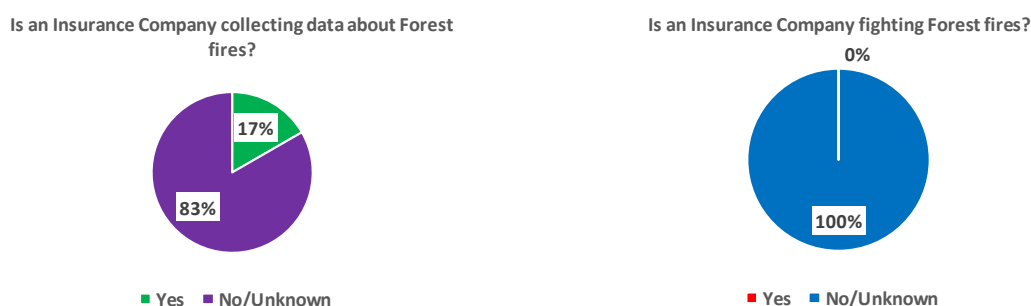 Is an Insurance Company collecting data about Forest
fires?
17%
83%
Yes No/Unknown
Is an Insurance Company fighting Forest fires?
0%
100%
Yes No/Unknown